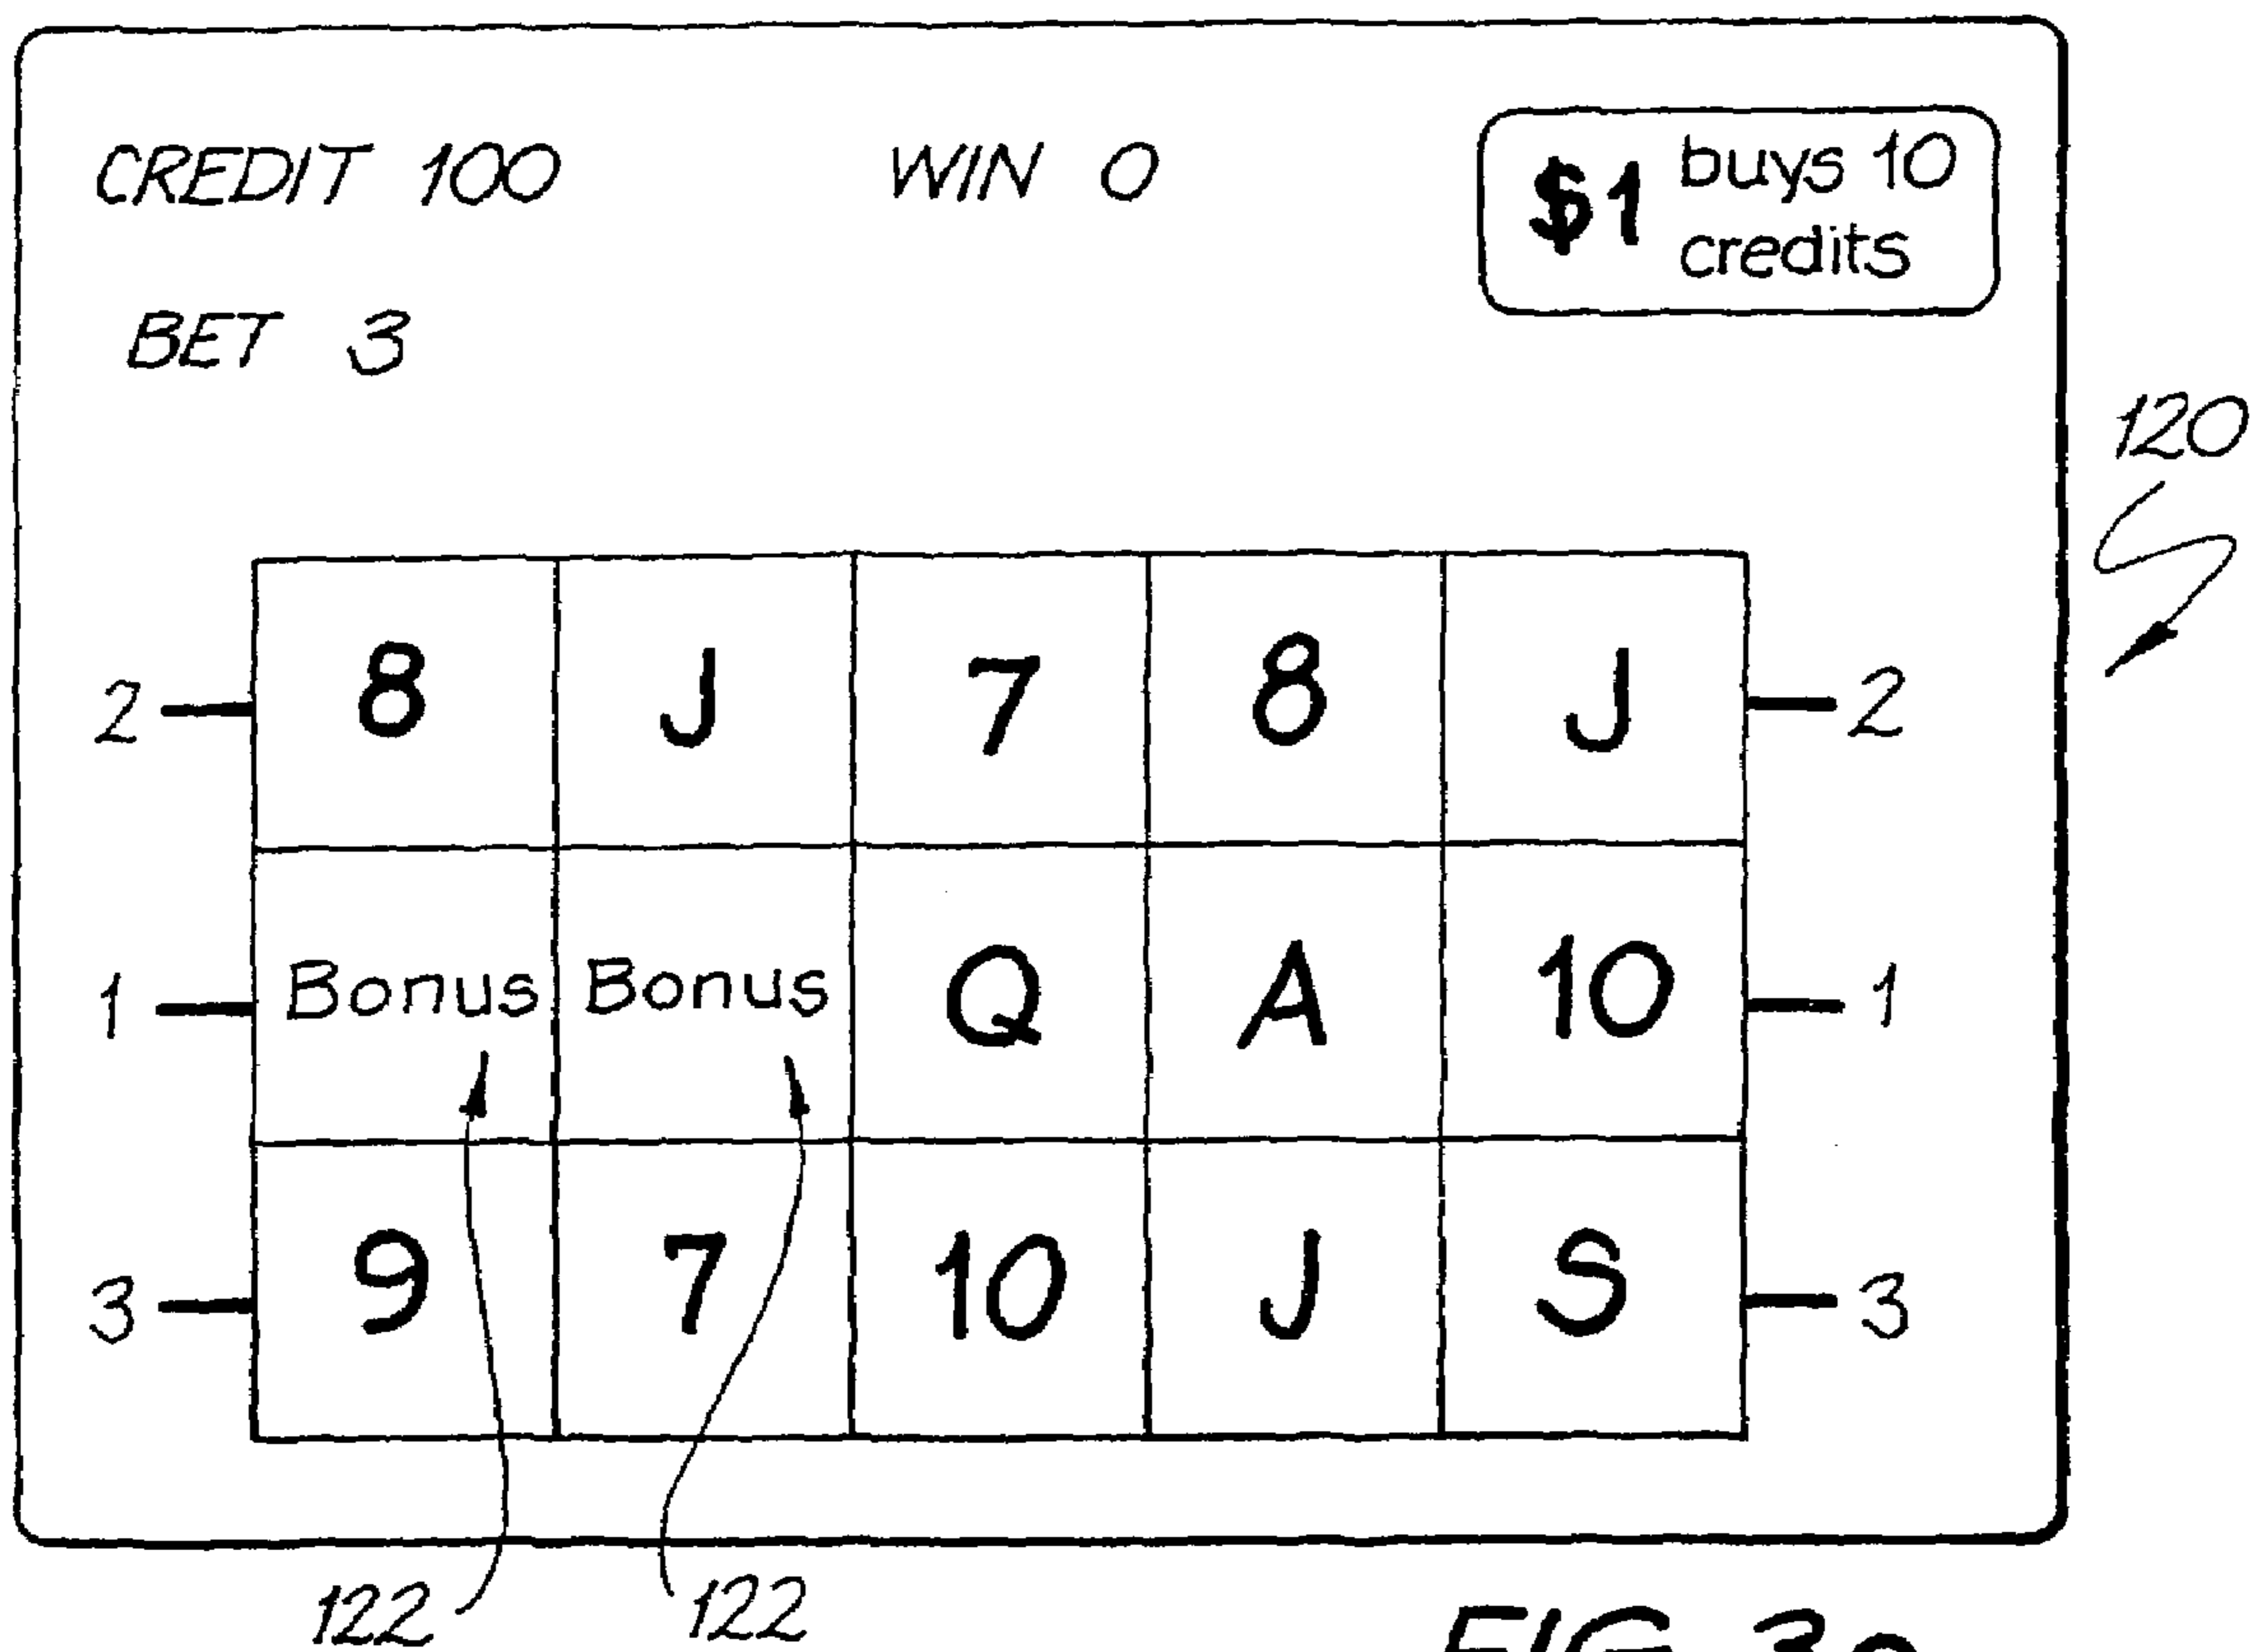 CREDIT 100 WIN 0 $1 buys 10
credits
BET 3
120
2 8 J 7 8 J 2
1 Bonus Bonus Q A 10 1
3 9 7 10 J S 3
122 122